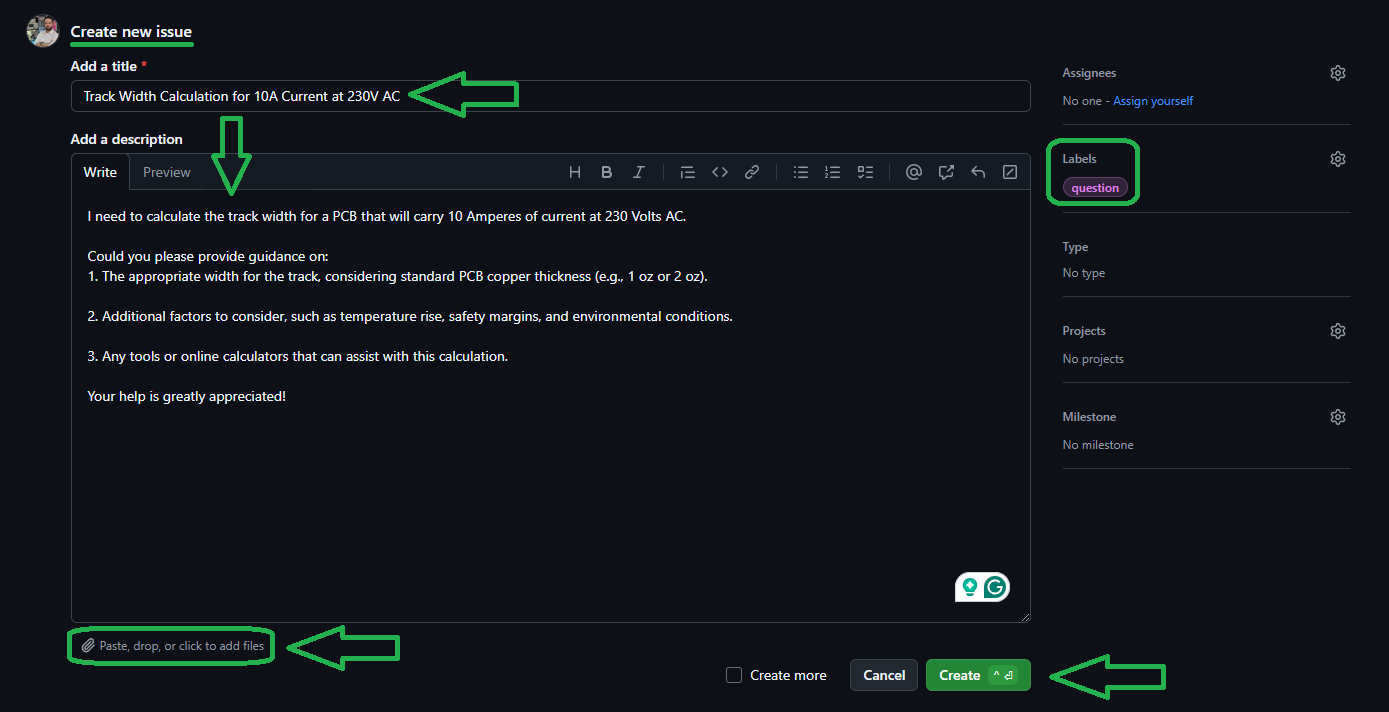 Create new issue
Add a title *
Track Width Calculation for 10A Current at 230V AC
Add a description
Write Preview
I need to calculate the track width for a PCB that will carry 10 Amperes of current at 230 Volts AC.
Could you please provide guidance on:
1. The appropriate width for the track, considering standard PCB copper thickness (e.g., 1 oz or 2 oz).
2. Additional factors to consider, such as temperature rise, safety margins, and environmental conditions.
3. Any tools or online calculators that can assist with this calculation.
Your help is greatly appreciated!
Paste, drop, or click to add files
Create more Cancel Create ^ ⏎
Assignees
No one - Assign yourself
Labels
question
Type
No type
Projects
No projects
Milestone
No milestone